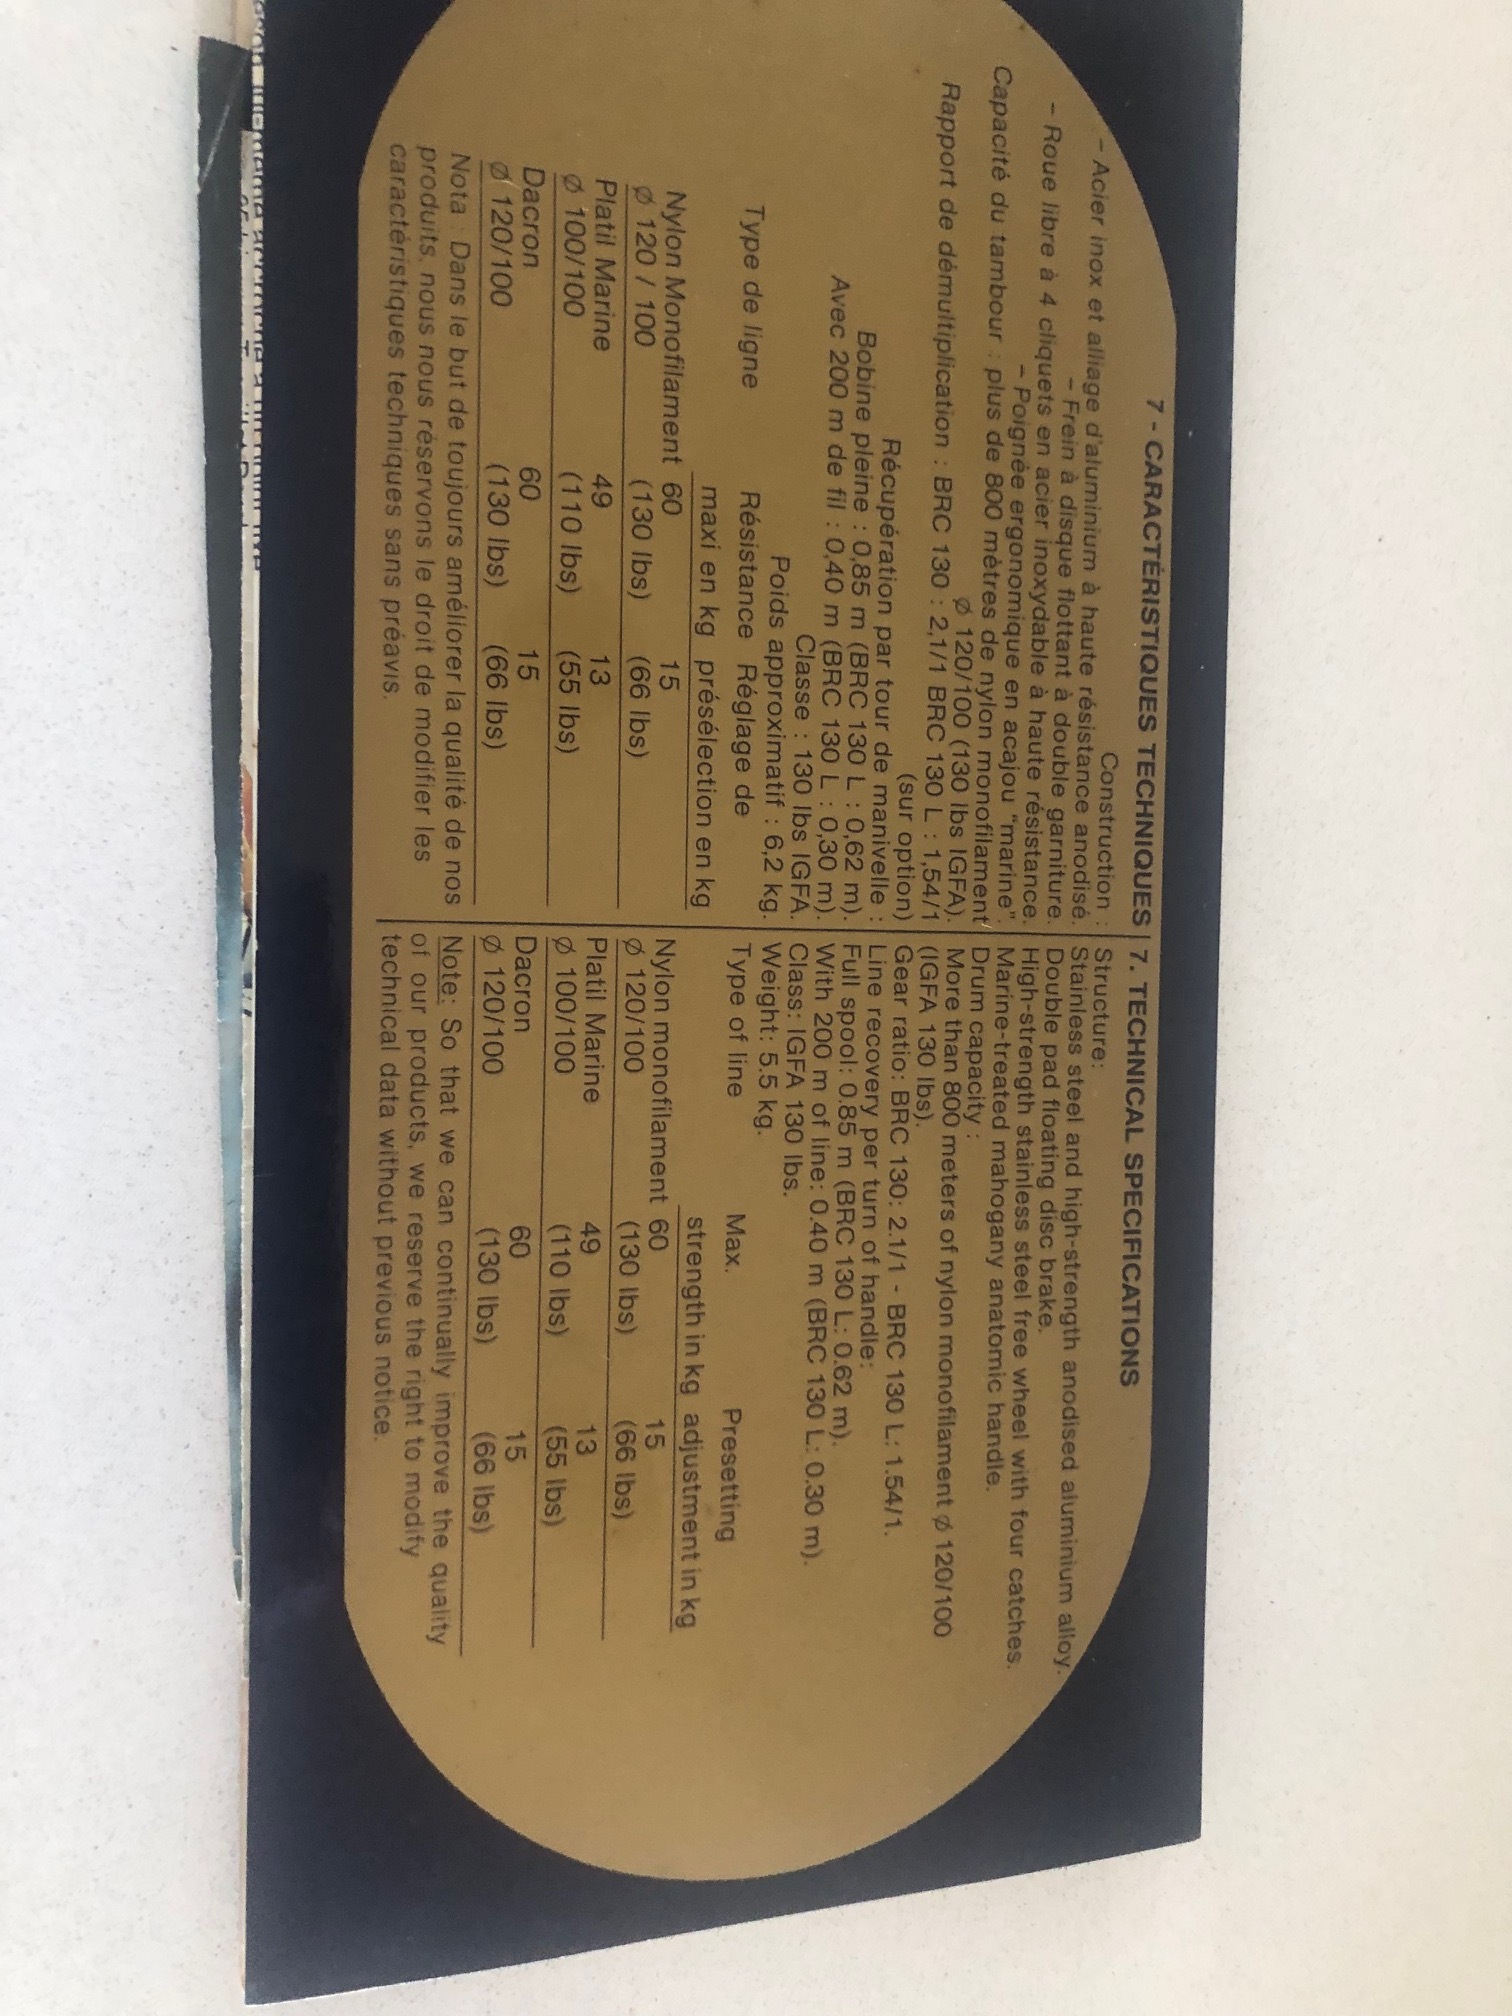 7 - CARACTÉRISTIQUES TECHNIQUES
Construction :
- Acier inox et alliage d'aluminium à haute résistance anodisé.
- Frein à disque flottant à double garniture.
- Roue libre à 4 cliquets en acier inoxydable à haute résistance.
- Poignée ergonomique en acajou "marine".
Capacité du tambour : plus de 800 mètres de nylon monofilament
ø 120/100 (130 lbs IGFA).
Rapport de démultiplication : BRC 130 : 2,1/1 BRC 130 L : 1,54/1
(sur option)
Récupération par tour de manivelle :
Bobine pleine : 0,85 m (BRC 130 L : 0,62 m).
Avec 200 m de fil : 0,40 m (BRC 130 L : 0,30 m).
Classe : 130 lbs IGFA.
Poids approximatif : 6,2 kg.
Type de ligne Résistance Réglage de
maxi en kg présélection en kg
Nylon Monofilament 60 15
ø 120 / 100 (130 lbs) (66 lbs)
Platil Marine 49 13
ø 100/100 (110 lbs) (55 lbs)
Dacron 60 15
ø 120/100 (130 lbs) (66 lbs)
Nota : Dans le but de toujours améliorer la qualité de nos
produits, nous nous réservons le droit de modifier les
caractéristiques techniques sans préavis.
7. TECHNICAL SPECIFICATIONS
Structure:
Stainless steel and high-strength anodised aluminium alloy.
Double pad floating disc brake.
High-strength stainless steel free wheel with four catches.
Marine-treated mahogany anatomic handle.
Drum capacity :
More than 800 meters of nylon monofilament ø 120/100
(IGFA 130 lbs).
Gear ratio: BRC 130: 2.1/1 - BRC 130 L: 1.54/1.
Line recovery per turn of handle:
Full spool: 0.85 m (BRC 130 L: 0.62 m).
With 200 m of line: 0.40 m (BRC 130 L: 0.30 m).
Class: IGFA 130 lbs.
Weight: 5.5 kg.
Type of line Max. Presetting
strength in kg adjustment in kg
Nylon monofilament 60 15
ø 120/100 (130 lbs) (66 lbs)
Platil Marine 49 13
ø 100/100 (110 lbs) (55 lbs)
Dacron 60 15
ø 120/100 (130 lbs) (66 lbs)
Note: So that we can continually improve the quality
of our products, we reserve the right to modify
technical data without previous notice.